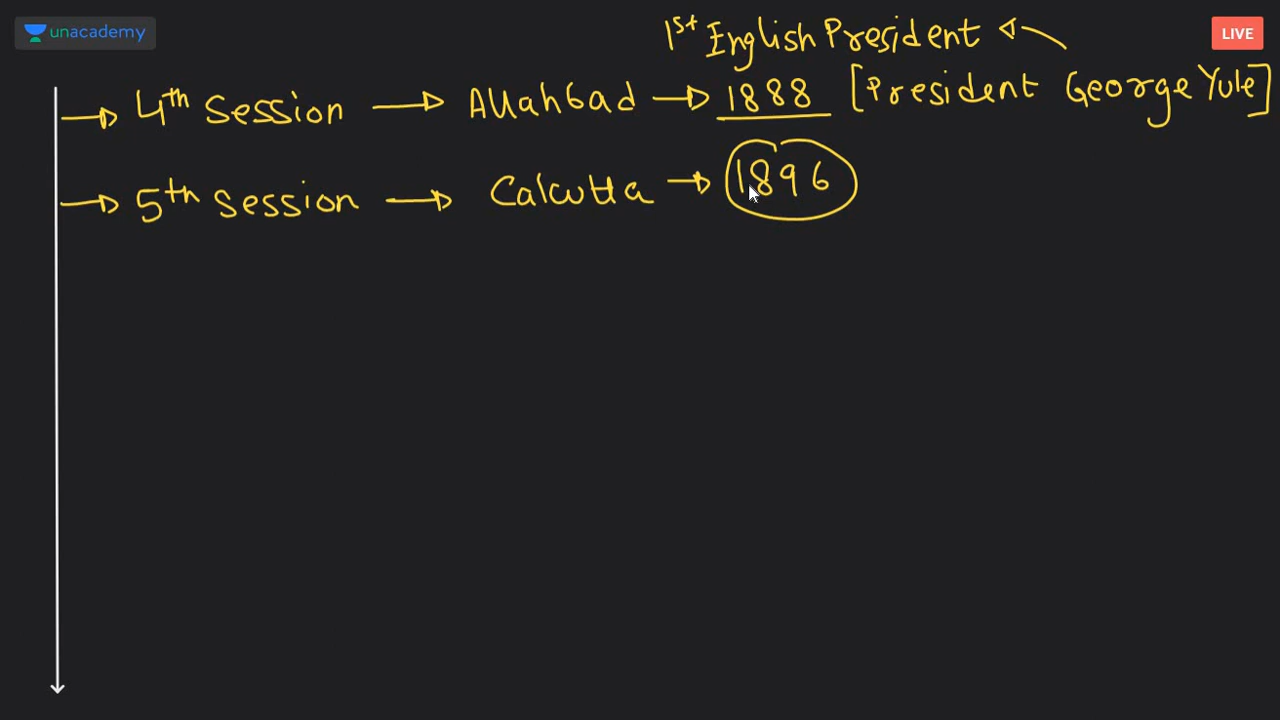 unacademy
LIVE
1st English President
4th Session → Allahbad → 1888 [President George Yule]
5th Session → Calcutta → 1896